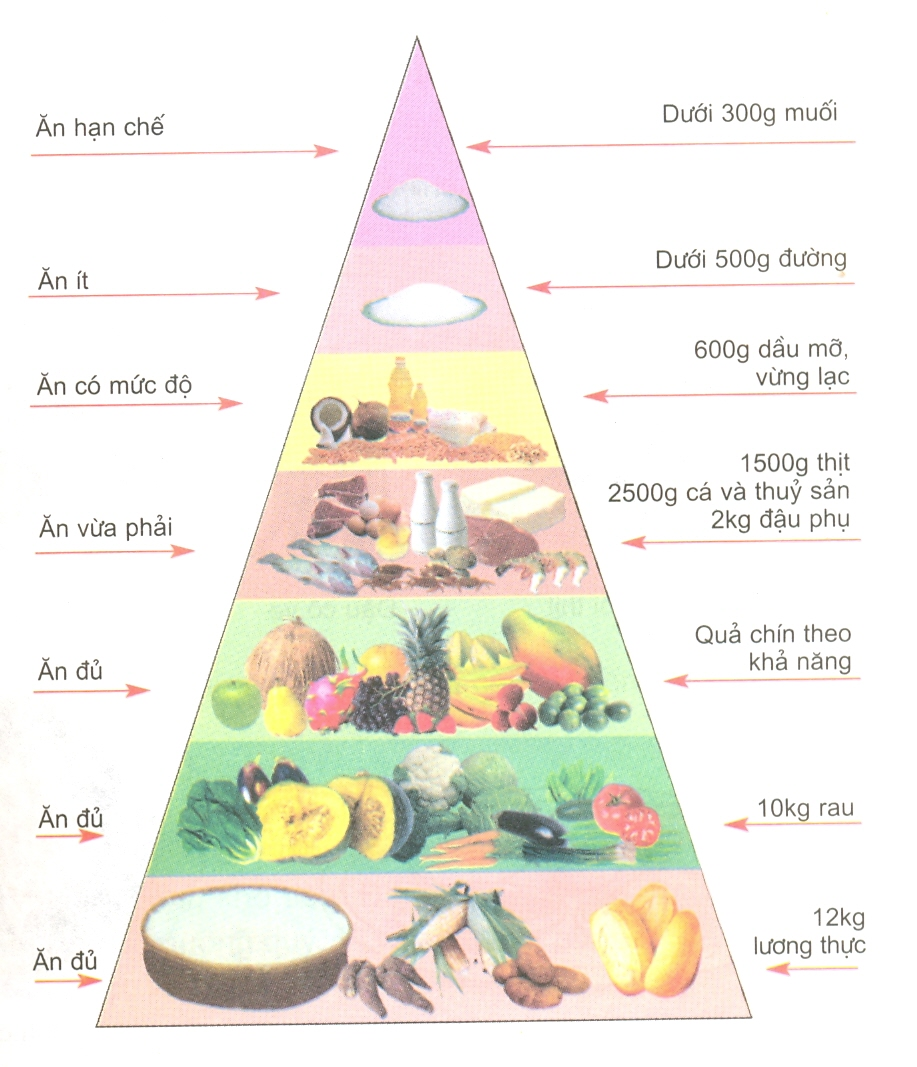 Ăn hạn chế
Dưới 300g muối
Ăn ít
Dưới 500g đường
Ăn có mức độ
600g dầu mỡ,
vừng lạc
Ăn vừa phải
1500g thịt
2500g cá và thuỷ sản
2kg đậu phụ
Ăn đủ
Quả chín theo
khả năng
Ăn đủ
10kg rau
Ăn đủ
12kg
lương thực